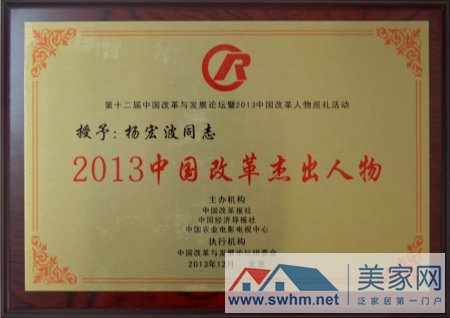 第十二届中国改革与发展论坛暨2013中国改革人物巡礼活动
授予:杨宏波同志
2013中国改革杰出人物
主办机构
中国改革报社
中国经济导报社
中国农业电影电视中心
执行机构
中国改革与发展论坛组委会
2013年12月 北京
美家网
www.swhm.net
泛家居第一门户